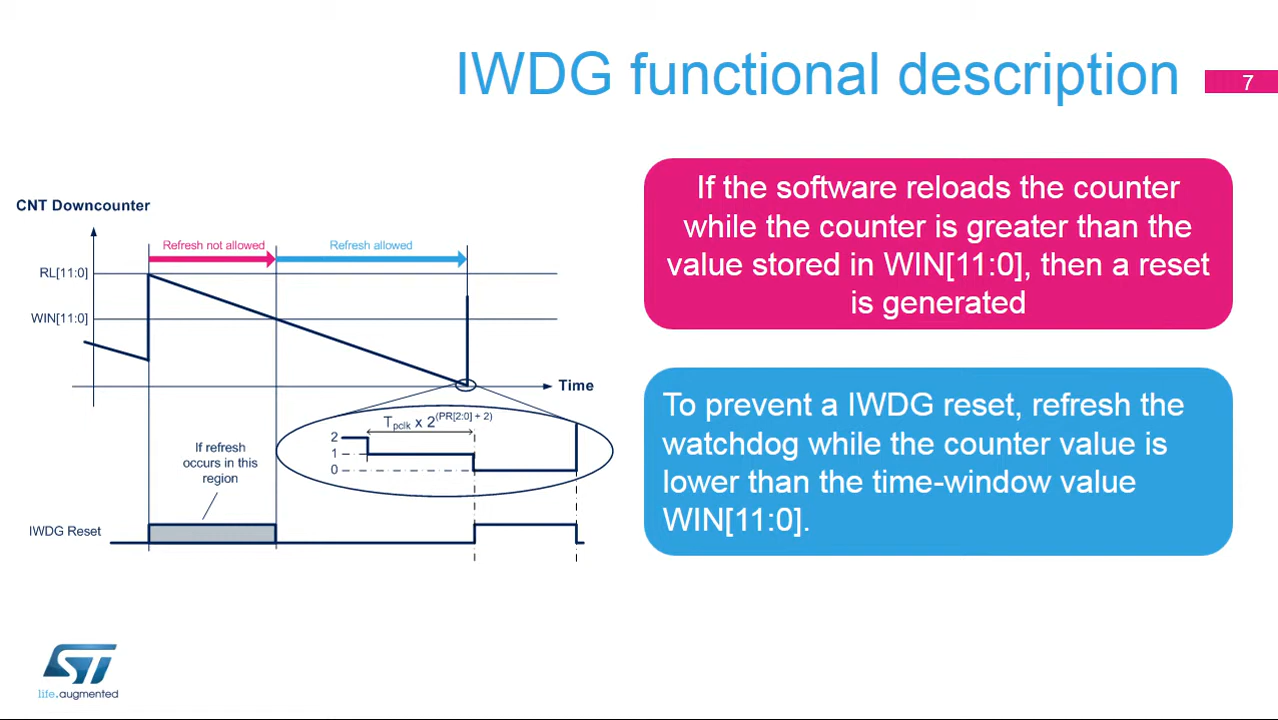 IWDG functional description
7
If the software reloads the counter
while the counter is greater than the
value stored in WIN[11:0], then a reset
is generated
To prevent a IWDG reset, refresh the
watchdog while the counter value is
lower than the time-window value
WIN[11:0].
CNT Downcounter
Refresh not allowed
Refresh allowed
RL[11:0]
WIN[11:0]
Time
Tpclk x 2(PR[2:0] + 2)
2
1
0
If refresh
occurs in this
region
IWDG Reset
ST
life.augmented